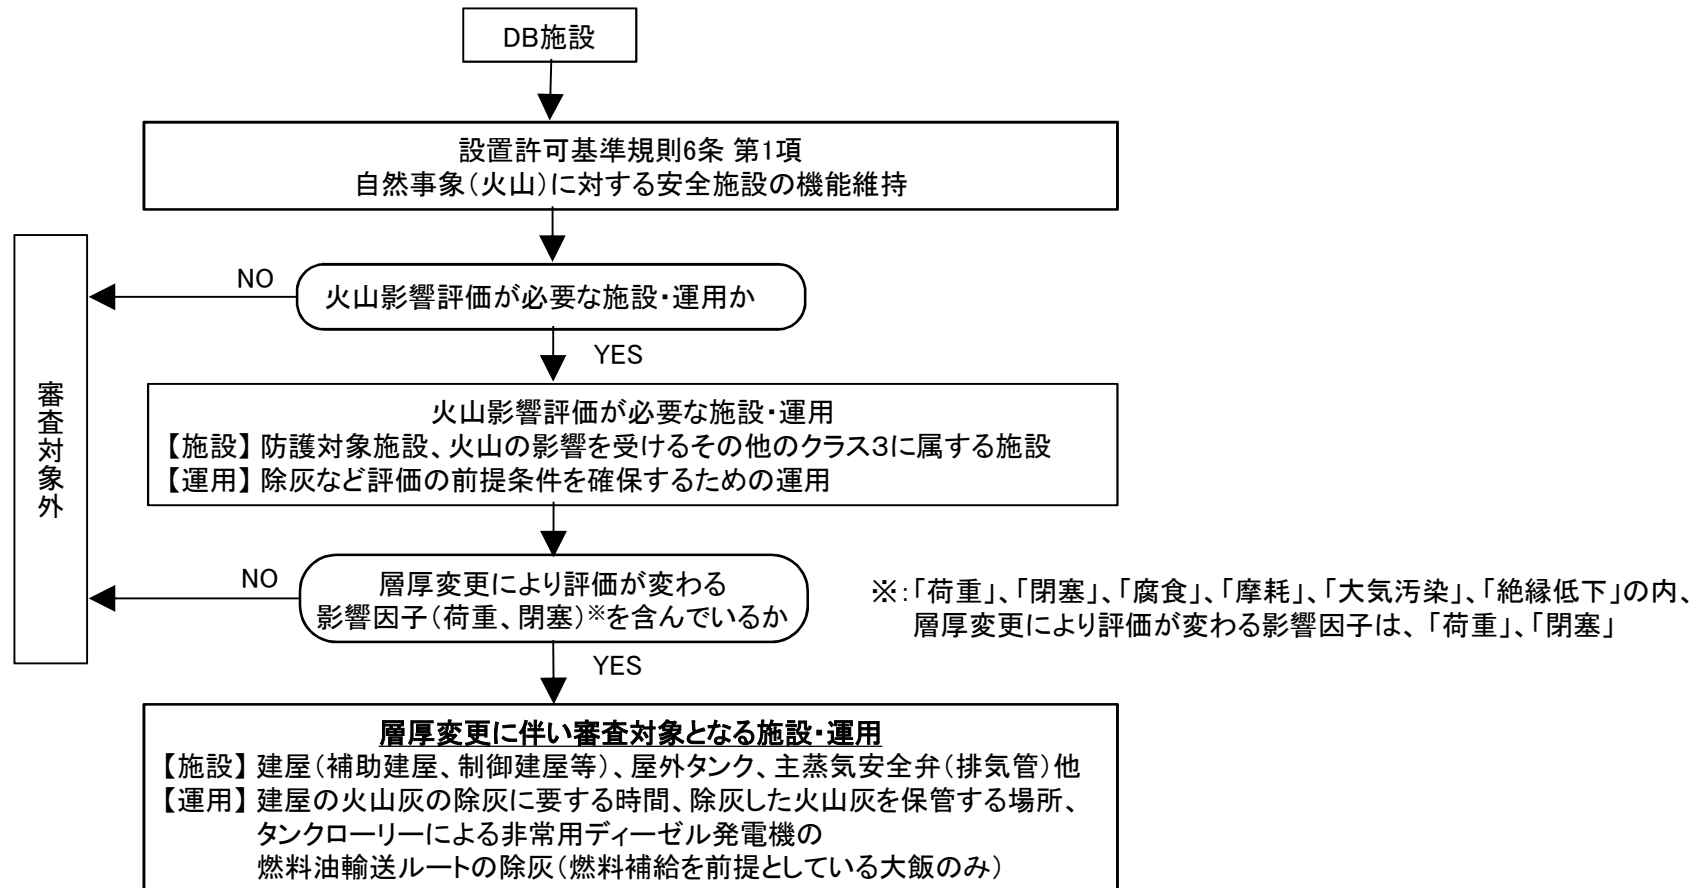 DB施設
設置許可基準規則6条 第1項
自然事象(火山)に対する安全施設の機能維持
NO
火山影響評価が必要な施設・運用か
YES
審査対象外
火山影響評価が必要な施設・運用
【施設】 防護対象施設、火山の影響を受けるその他のクラス3に属する施設
【運用】 除灰など評価の前提条件を確保するための運用
NO
層厚変更により評価が変わる
影響因子(荷重、閉塞)※を含んでいるか
※:「荷重」、「閉塞」、「腐食」、「摩耗」、「大気汚染」、「絶縁低下」の内、
層厚変更により評価が変わる影響因子は、「荷重」、「閉塞」
YES
層厚変更に伴い審査対象となる施設・運用
【施設】 建屋(補助建屋、制御建屋等)、屋外タンク、主蒸気安全弁(排気管)他
【運用】 建屋の火山灰の除灰に要する時間、除灰した火山灰を保管する場所、
タンクローリーによる非常用ディーゼル発電機の
燃料油輸送ルートの除灰(燃料補給を前提としている大飯のみ)